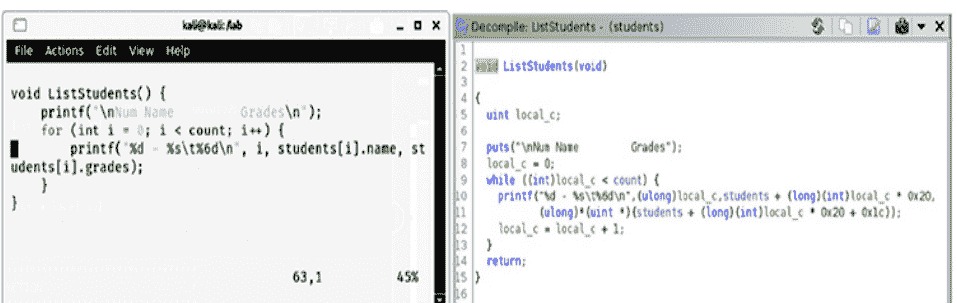 kali@kali: /lab
File Actions Edit View Help
void ListStudents() {
printf("\nNum Name Grades\n");
for (int i = 0; i < count; i++) {
printf("%d - %s\t%6d\n", i, students[i].name, st
udents[i].grades);
}
}
63,1 45%
Decompile: ListStudents - (students)
1
2 void ListStudents(void)
3
4 {
5 uint local_c;
6
7 puts("\nNum Name Grades");
8 local_c = 0;
9 while ((int)local_c < count) {
10 printf("%d - %s\t%6d\n",(ulong)local_c,students + (long)(int)local_c * 0x20,
11 (ulong)*(uint *)(students + (long)(int)local_c * 0x20 + 0x1c));
12 local_c = local_c + 1;
13 }
14 return;
15 }
16